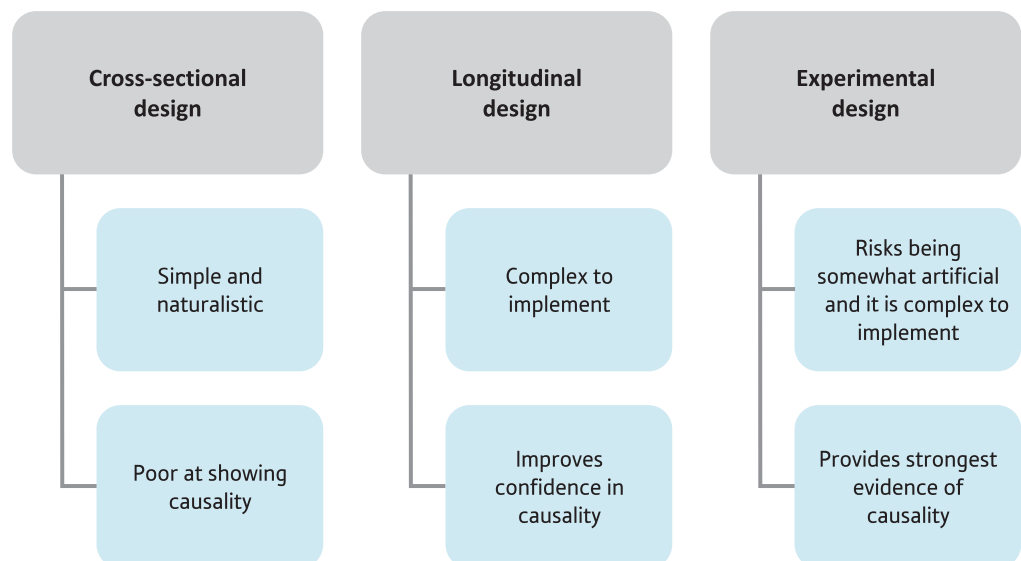 Cross-sectional
design
Simple and
naturalistic
Poor at showing
causality
Longitudinal
design
Complex to
implement
Improves
confidence in
causality
Experimental
design
Risks being
somewhat artificial
and it is complex to
implement
Provides strongest
evidence of
causality